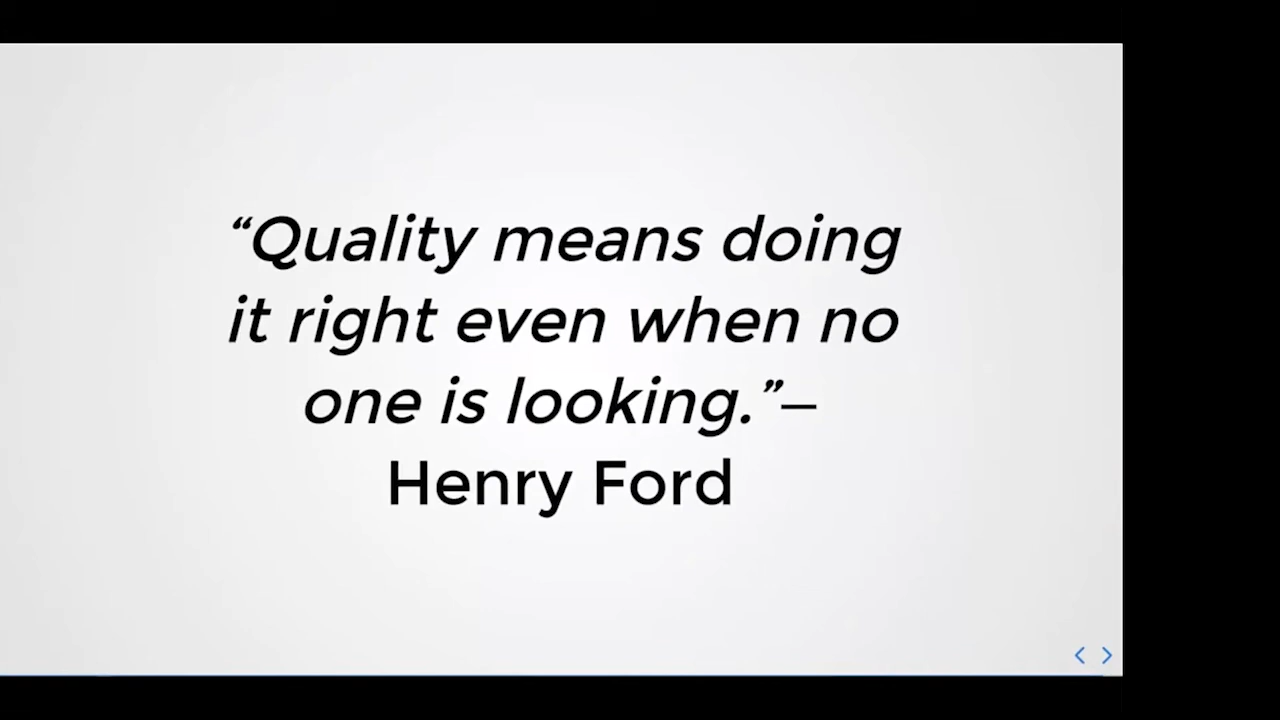 “Quality means doing
it right even when no
one is looking.”–
Henry Ford